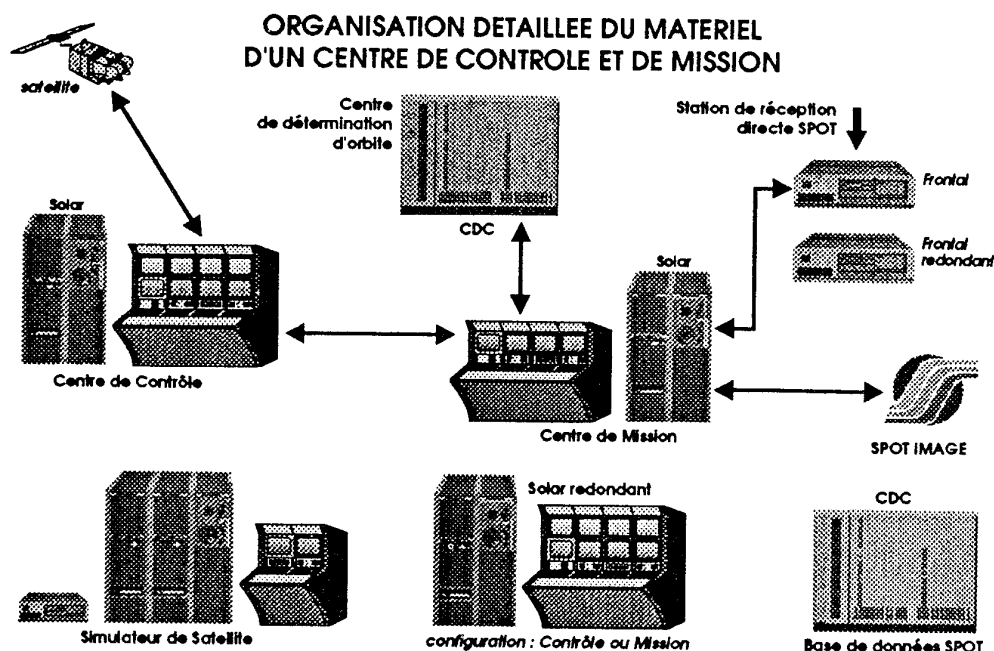 ORGANISATION DETAILLEE DU MATERIEL
D'UN CENTRE DE CONTROLE ET DE MISSION
satellite
Centre
de détermination
d'orbite
CDC
Station de réception
directe SPOT
Frontal
Frontal
redondant
Solar
Centre de Contrôle
Solar
Centre de Mission
SPOT IMAGE
Simulateur de Satellite
Solar redondant
configuration : Contrôle ou Mission
CDC
Base de données SPOT